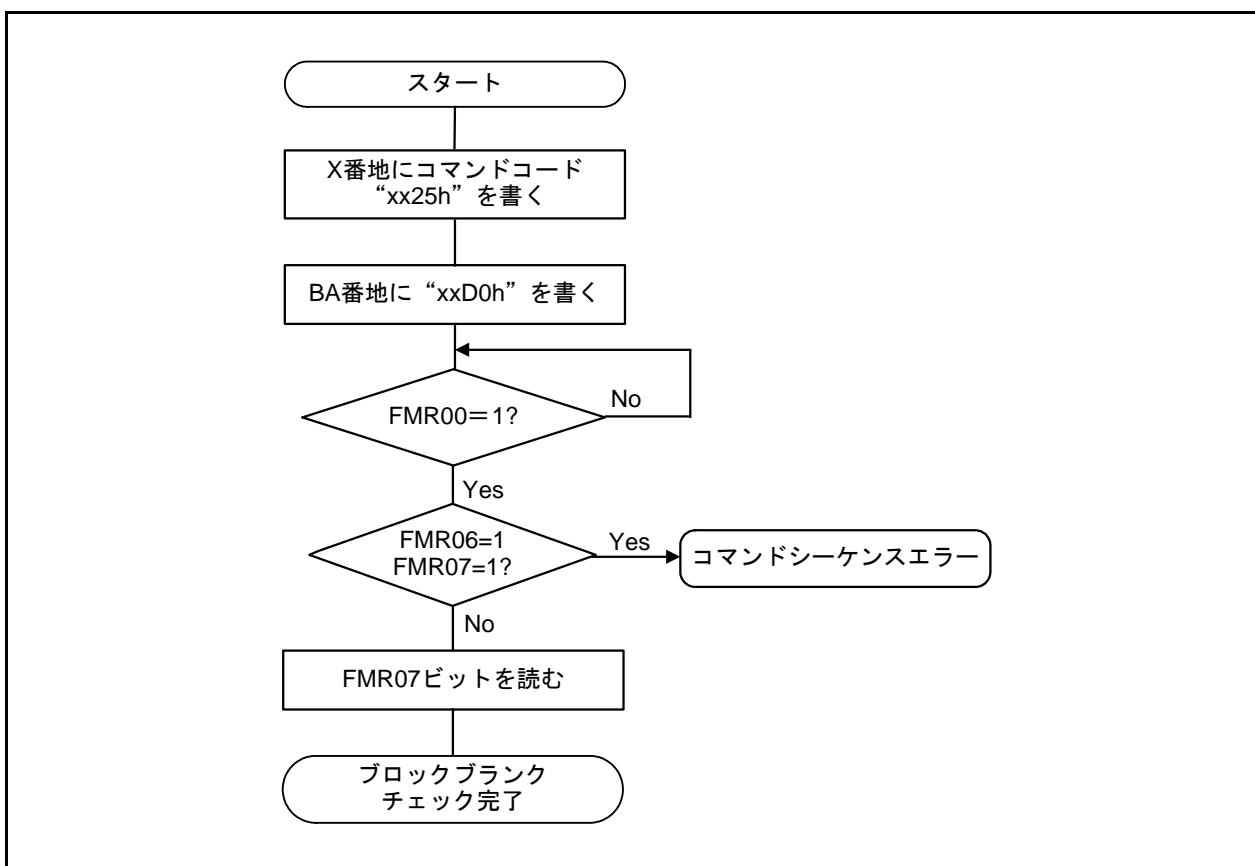 スタート
X番地にコマンドコード
“xx25h”を書く
BA番地に“xxD0h”を書く
FMR00＝1?
No
Yes
FMR06=1
FMR07=1?
Yes
コマンドシーケンスエラー
No
FMR07ビットを読む
ブロックブランク
チェック完了